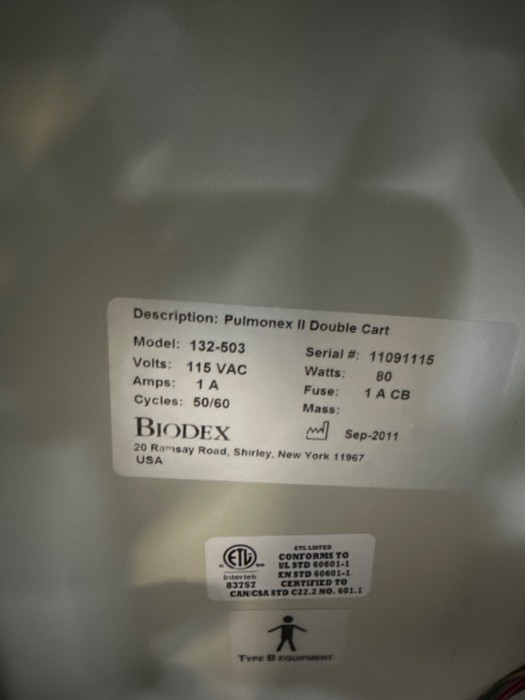 Description: Pulmonex II Double Cart
Model: 132-503 Serial #: 11091115
Volts: 115 VAC Watts: 80
Amps: 1 A Fuse: 1 A CB
Cycles: 50/60 Mass:
BIODEX Sep-2011
20 Ramsay Road, Shirley, New York 11967
USA
ETL LISTED
CONFORMS TO
UL STD 60601-1
EN STD 60601-1
CERTIFIED TO
CAN/CSA STD C22.2 NO. 601.1
ETL
Intertek
83757
TYPE B EQUIPMENT